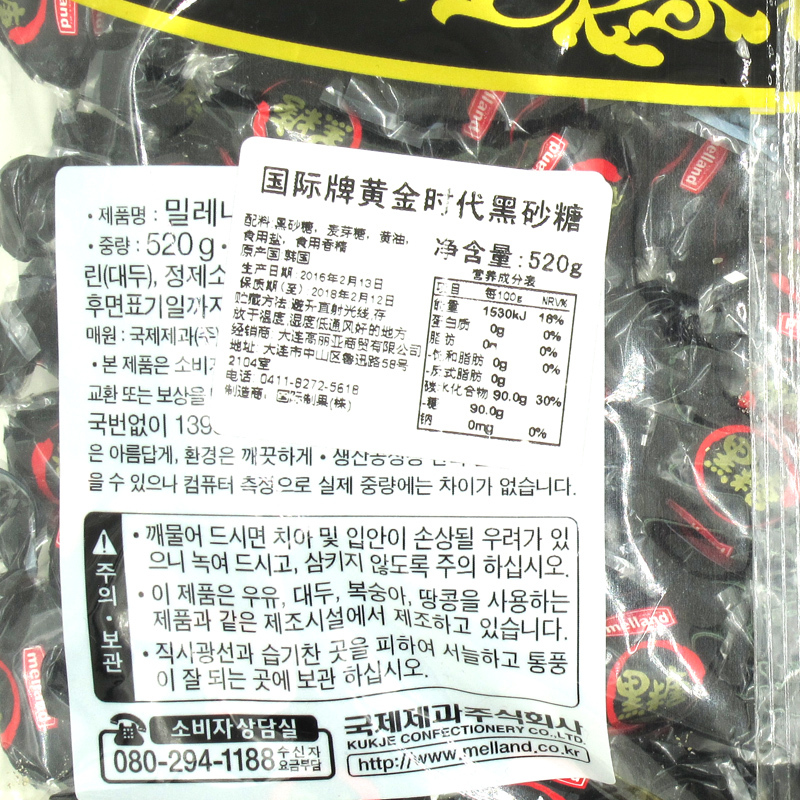 国际牌黄金时代黑砂糖
配料 黑砂糖, 麦芽糖, 黄油,
食用盐, 食用香精
原产国 韩国
生产日期 2016年2月13日
保质期(至) 2018年2月12日
贮藏方法 避开直射光线,存
放于温度,湿度低通风好的地方
经销商: 大连高丽亚商贸有限公司
地址: 大连市中山区鲁迅路58号
2104室
电话 0411-8272-5618
制造商: 国际制菓(株)
净含量:520g
营养成分表
项目 每100g NRV%
能量 1530kJ 18%
蛋白质 0g 0%
脂肪 0g 0%
-饱和脂肪 0g 0%
-反式脂肪 0g
碳水化合物 90.0g 30%
-糖 90.0g
钠 0mg 0%
• 제품명 : 밀레니
• 중량 : 520g •
린(대두), 정제소
후면표기일까지
매원 : 국제제과(주)
• 본 제품은 소비
교환 또는 보상을
국번없이 139
은 아름답게, 환경은 깨끗하게 •
을 수 있으나 컴퓨터 측정으로 실제 중량에는 차이가 없습니다.
주의·보관
• 깨물어 드시면 치아 및 입안이 손상될 우려가 있
으니 녹여 드시고, 삼키지 않도록 주의 하십시오.
• 이 제품은 우유, 대두, 복숭아, 땅콩을 사용하는
제품과 같은 제조시설에서 제조하고 있습니다.
• 직사광선과 습기찬 곳을 피하여 서늘하고 통풍
이 잘 되는 곳에 보관 하십시오.
소비자상담실
080-294-1188 수신자
요금부담
국제제과주식회사
KUKJE CONFECTIONERY CO.,LTD.
http://www.melland.co.kr
melland
melland
melland
melland